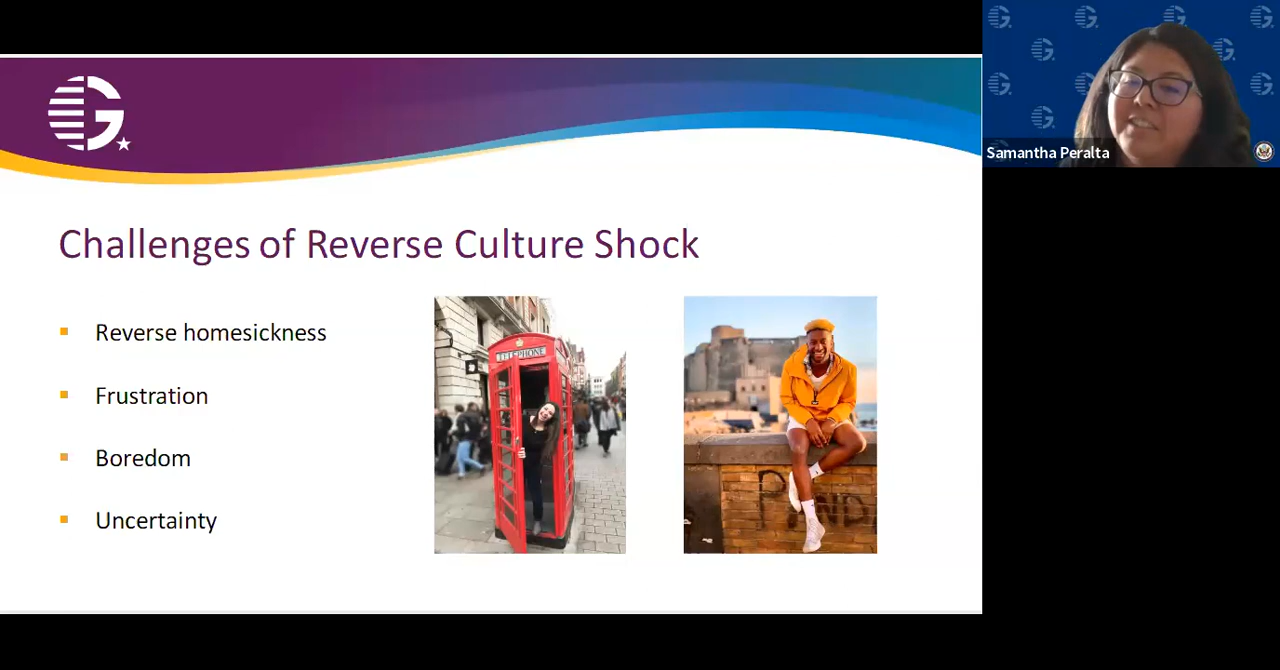 Challenges of Reverse Culture Shock
Reverse homesickness
Frustration
Boredom
Uncertainty
TELEPHONE
Samantha Peralta